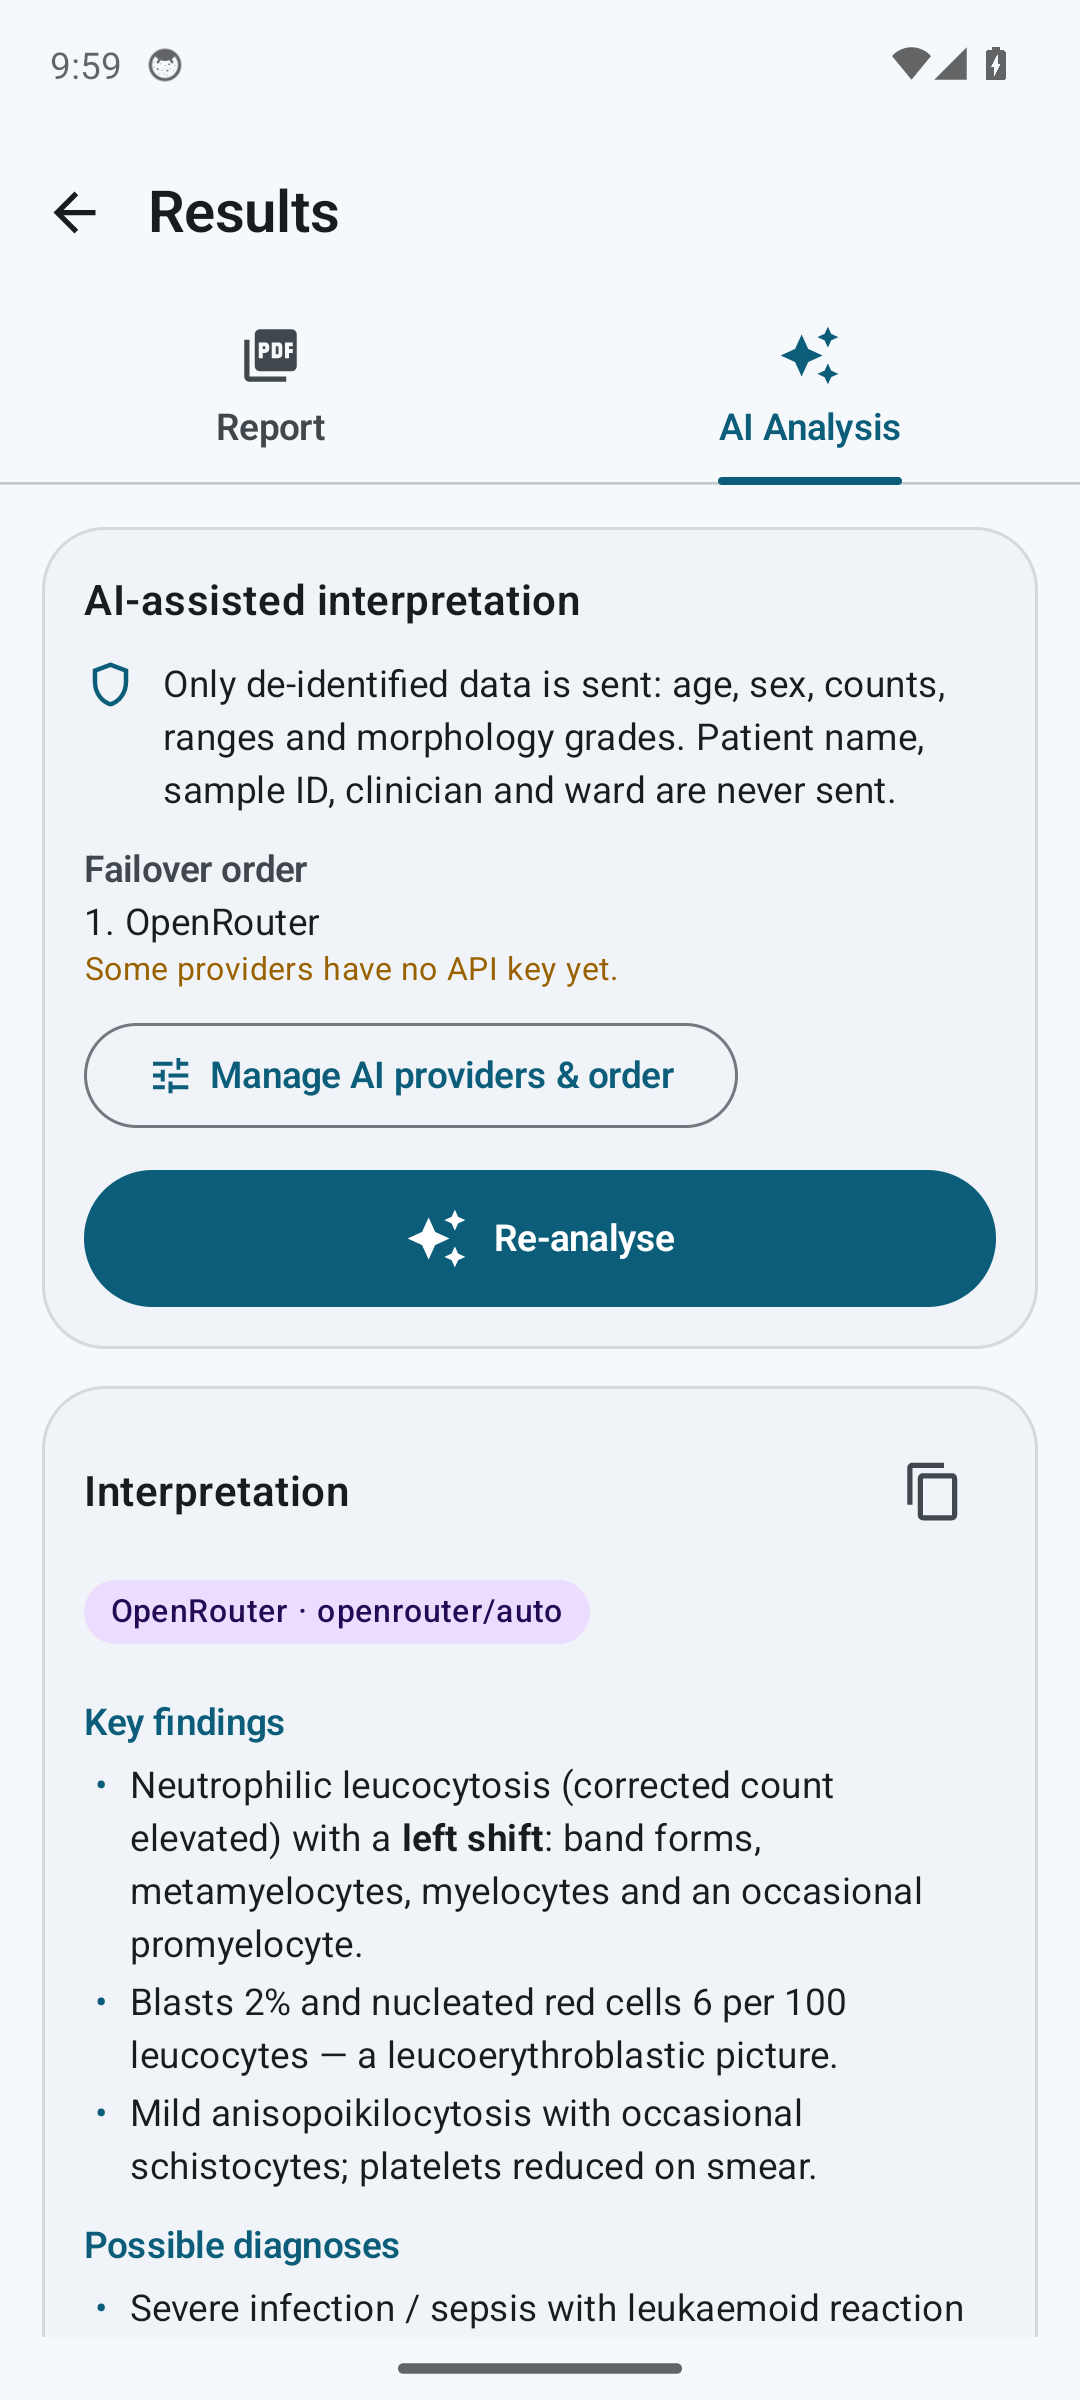 9:59
Results
PDF
Report
AI Analysis
AI-assisted interpretation
Only de-identified data is sent: age, sex, counts,
ranges and morphology grades. Patient name,
sample ID, clinician and ward are never sent.
Failover order
1. OpenRouter
Some providers have no API key yet.
Manage AI providers & order
Re-analyse
Interpretation
OpenRouter · openrouter/auto
Key findings
• Neutrophilic leucocytosis (corrected count
elevated) with a left shift: band forms,
metamyelocytes, myelocytes and an occasional
promyelocyte.
• Blasts 2% and nucleated red cells 6 per 100
leucocytes — a leucoerythroblastic picture.
• Mild anisopoikilocytosis with occasional
schistocytes; platelets reduced on smear.
Possible diagnoses
• Severe infection / sepsis with leukaemoid reaction